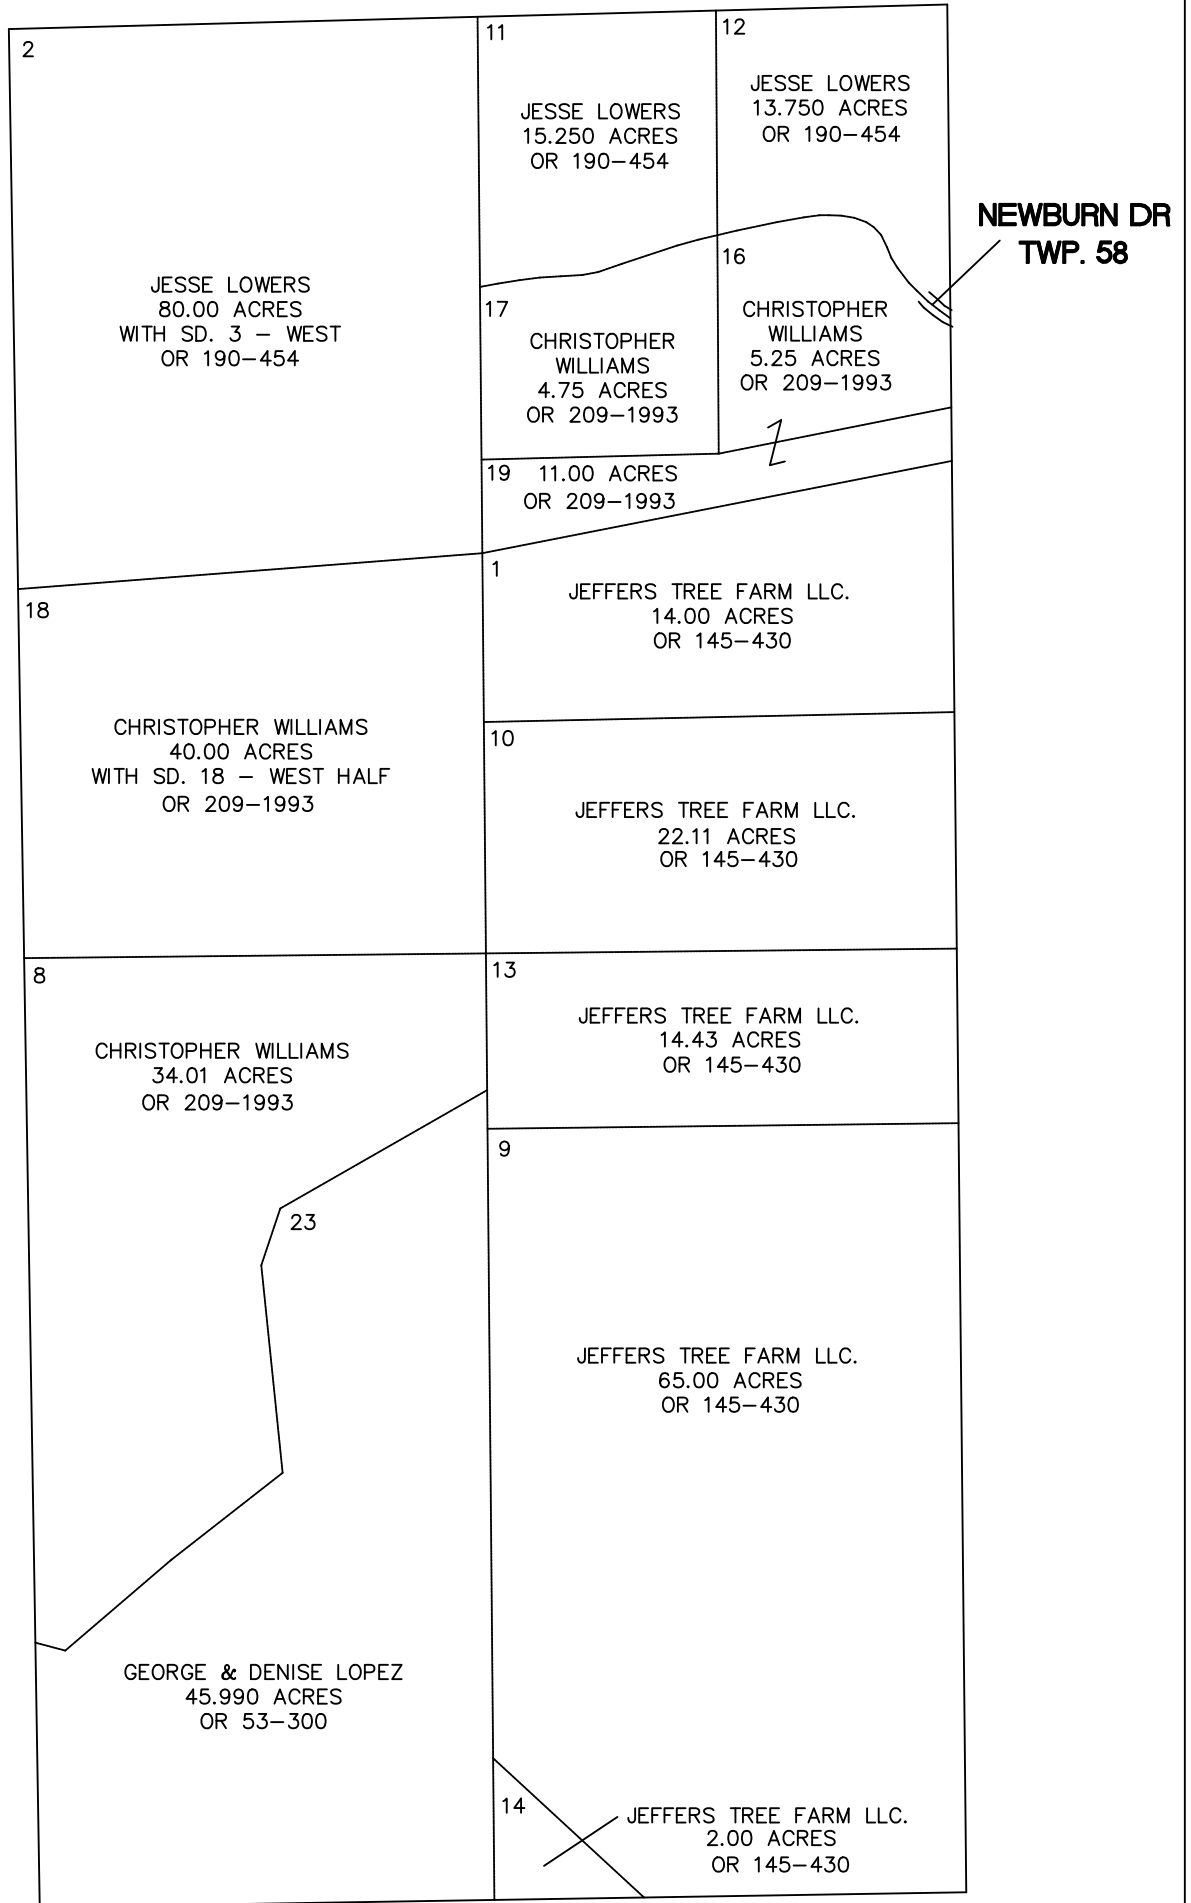 2
JESSE LOWERS
80.00 ACRES
WITH SD. 3 – WEST
OR 190–454
11
JESSE LOWERS
15.250 ACRES
OR 190–454
12
JESSE LOWERS
13.750 ACRES
OR 190–454
NEWBURN DR
TWP. 58
17
CHRISTOPHER
WILLIAMS
4.75 ACRES
OR 209–1993
16
CHRISTOPHER
WILLIAMS
5.25 ACRES
OR 209–1993
19 11.00 ACRES
OR 209–1993
1
JEFFERS TREE FARM LLC.
14.00 ACRES
OR 145–430
18
CHRISTOPHER WILLIAMS
40.00 ACRES
WITH SD. 18 – WEST HALF
OR 209–1993
10
JEFFERS TREE FARM LLC.
22.11 ACRES
OR 145–430
8
CHRISTOPHER WILLIAMS
34.01 ACRES
OR 209–1993
13
JEFFERS TREE FARM LLC.
14.43 ACRES
OR 145–430
9
JEFFERS TREE FARM LLC.
65.00 ACRES
OR 145–430
23
GEORGE & DENISE LOPEZ
45.990 ACRES
OR 53–300
14
JEFFERS TREE FARM LLC.
2.00 ACRES
OR 145–430